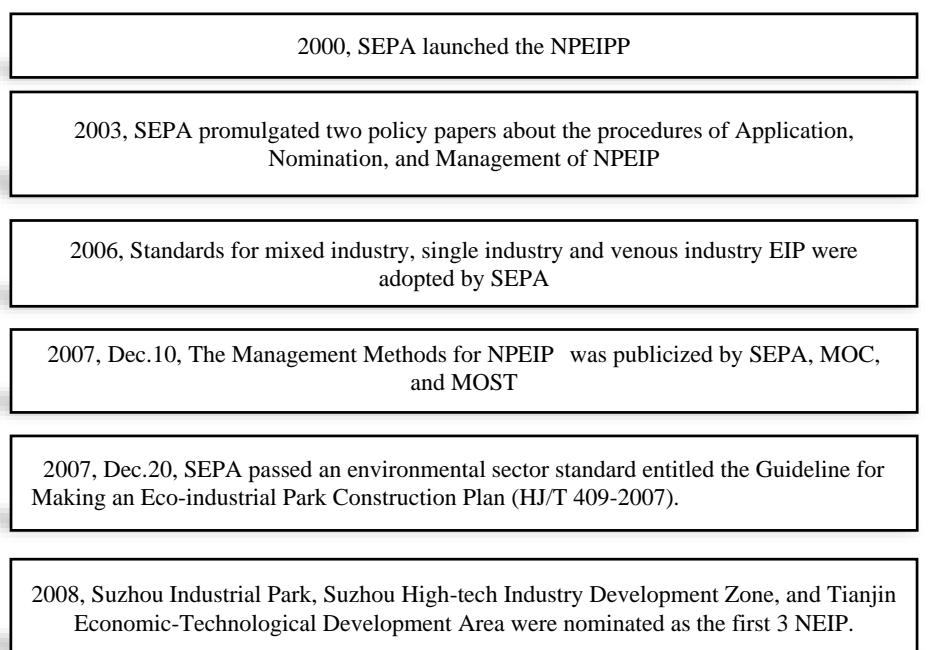 2000, SEPA launched the NPEIPP
2003, SEPA promulgated two policy papers about the procedures of Application,
Nomination, and Management of NPEIP
2006, Standards for mixed industry, single industry and venous industry EIP were
adopted by SEPA
2007, Dec.10, The Management Methods for NPEIP was publicized by SEPA, MOC,
and MOST
2007, Dec.20, SEPA passed an environmental sector standard entitled the Guideline for
Making an Eco-industrial Park Construction Plan (HJ/T 409-2007).
2008, Suzhou Industrial Park, Suzhou High-tech Industry Development Zone, and Tianjin
Economic-Technological Development Area were nominated as the first 3 NEIP.